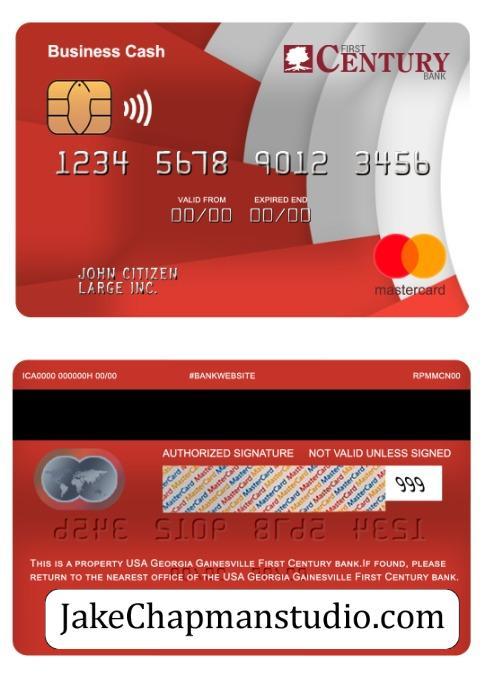 Business Cash
FIRST
CENTURY
BANK
1234 5678 9012 3456
VALID FROM EXPIRED END
00/00 00/00
JOHN CITIZEN
LARGE INC.
mastercard
ICA0000 000000H 00/00 #BANKWEBSITE RPMMCN00
AUTHORIZED SIGNATURE NOT VALID UNLESS SIGNED
MasterCard MasterCard MasterCard
999
1234 5678 9012 3456
THIS IS A PROPERTY USA GEORGIA GAINESVILLE FIRST CENTURY BANK.IF FOUND, PLEASE
RETURN TO THE NEAREST OFFICE OF THE USA GEORGIA GAINESVILLE FIRST CENTURY BANK.
JakeChapmanstudio.com